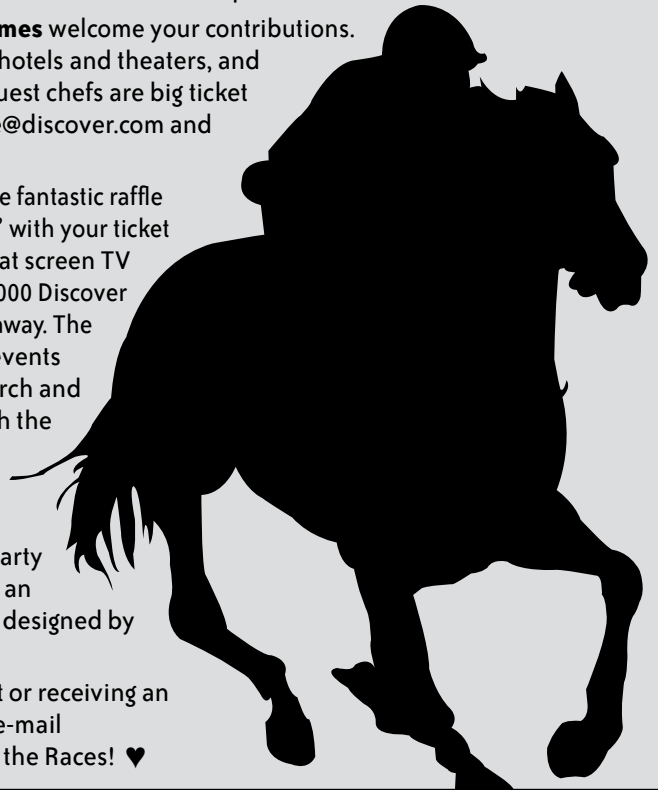 mes welcome your contributions.
hotels and theaters, and
uest chefs are big ticket
e@discover.com and
e fantastic raffle
’ with your ticket
at screen TV
000 Discover
way. The
events
rch and
h the
arty
an
designed by
t or receiving an
e-mail
the Races! ♥